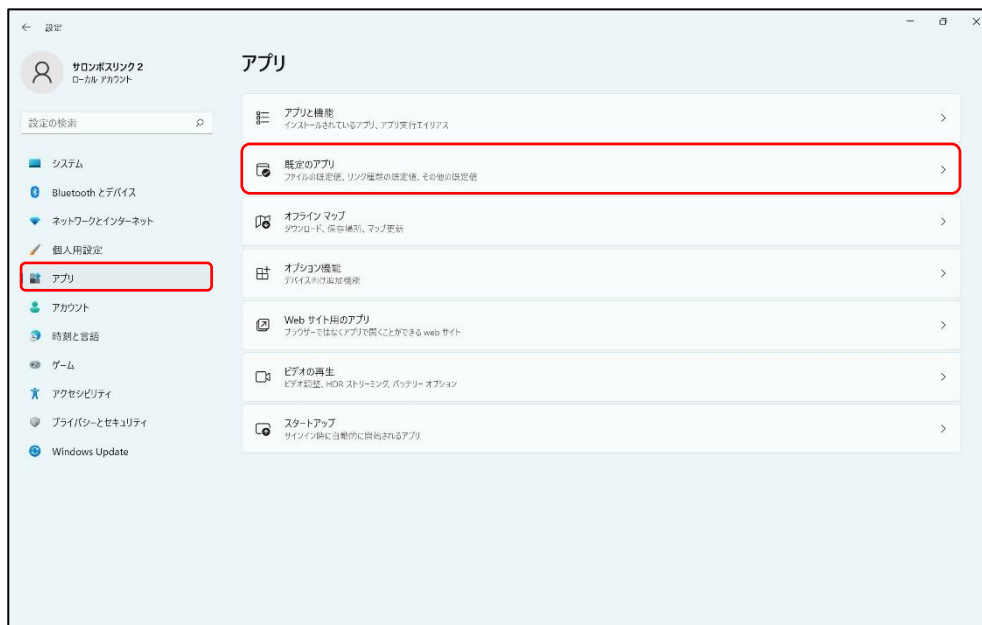 設定
サロンボスリンク 2
ローカル アカウント
設定の検索
システム
Bluetooth とデバイス
ネットワークとインターネット
個人用設定
アプリ
アカウント
時刻と言語
ゲーム
アクセシビリティ
プライバシーとセキュリティ
Windows Update
アプリ
アプリと機能
インストールされているアプリ、アプリ実行エイリアス
既定のアプリ
ファイルの既定値、リンク種類の既定値、その他の既定値
オフライン マップ
ダウンロード、保存場所、マップ更新
オプション機能
デバイス向け追加機能
Web サイト用のアプリ
ブラウザーではなくアプリで開くことができる web サイト
ビデオの再生
ビデオ調整、HDR ストリーミング、バッテリー オプション
スタートアップ
サインイン時に自動的に開始されるアプリ